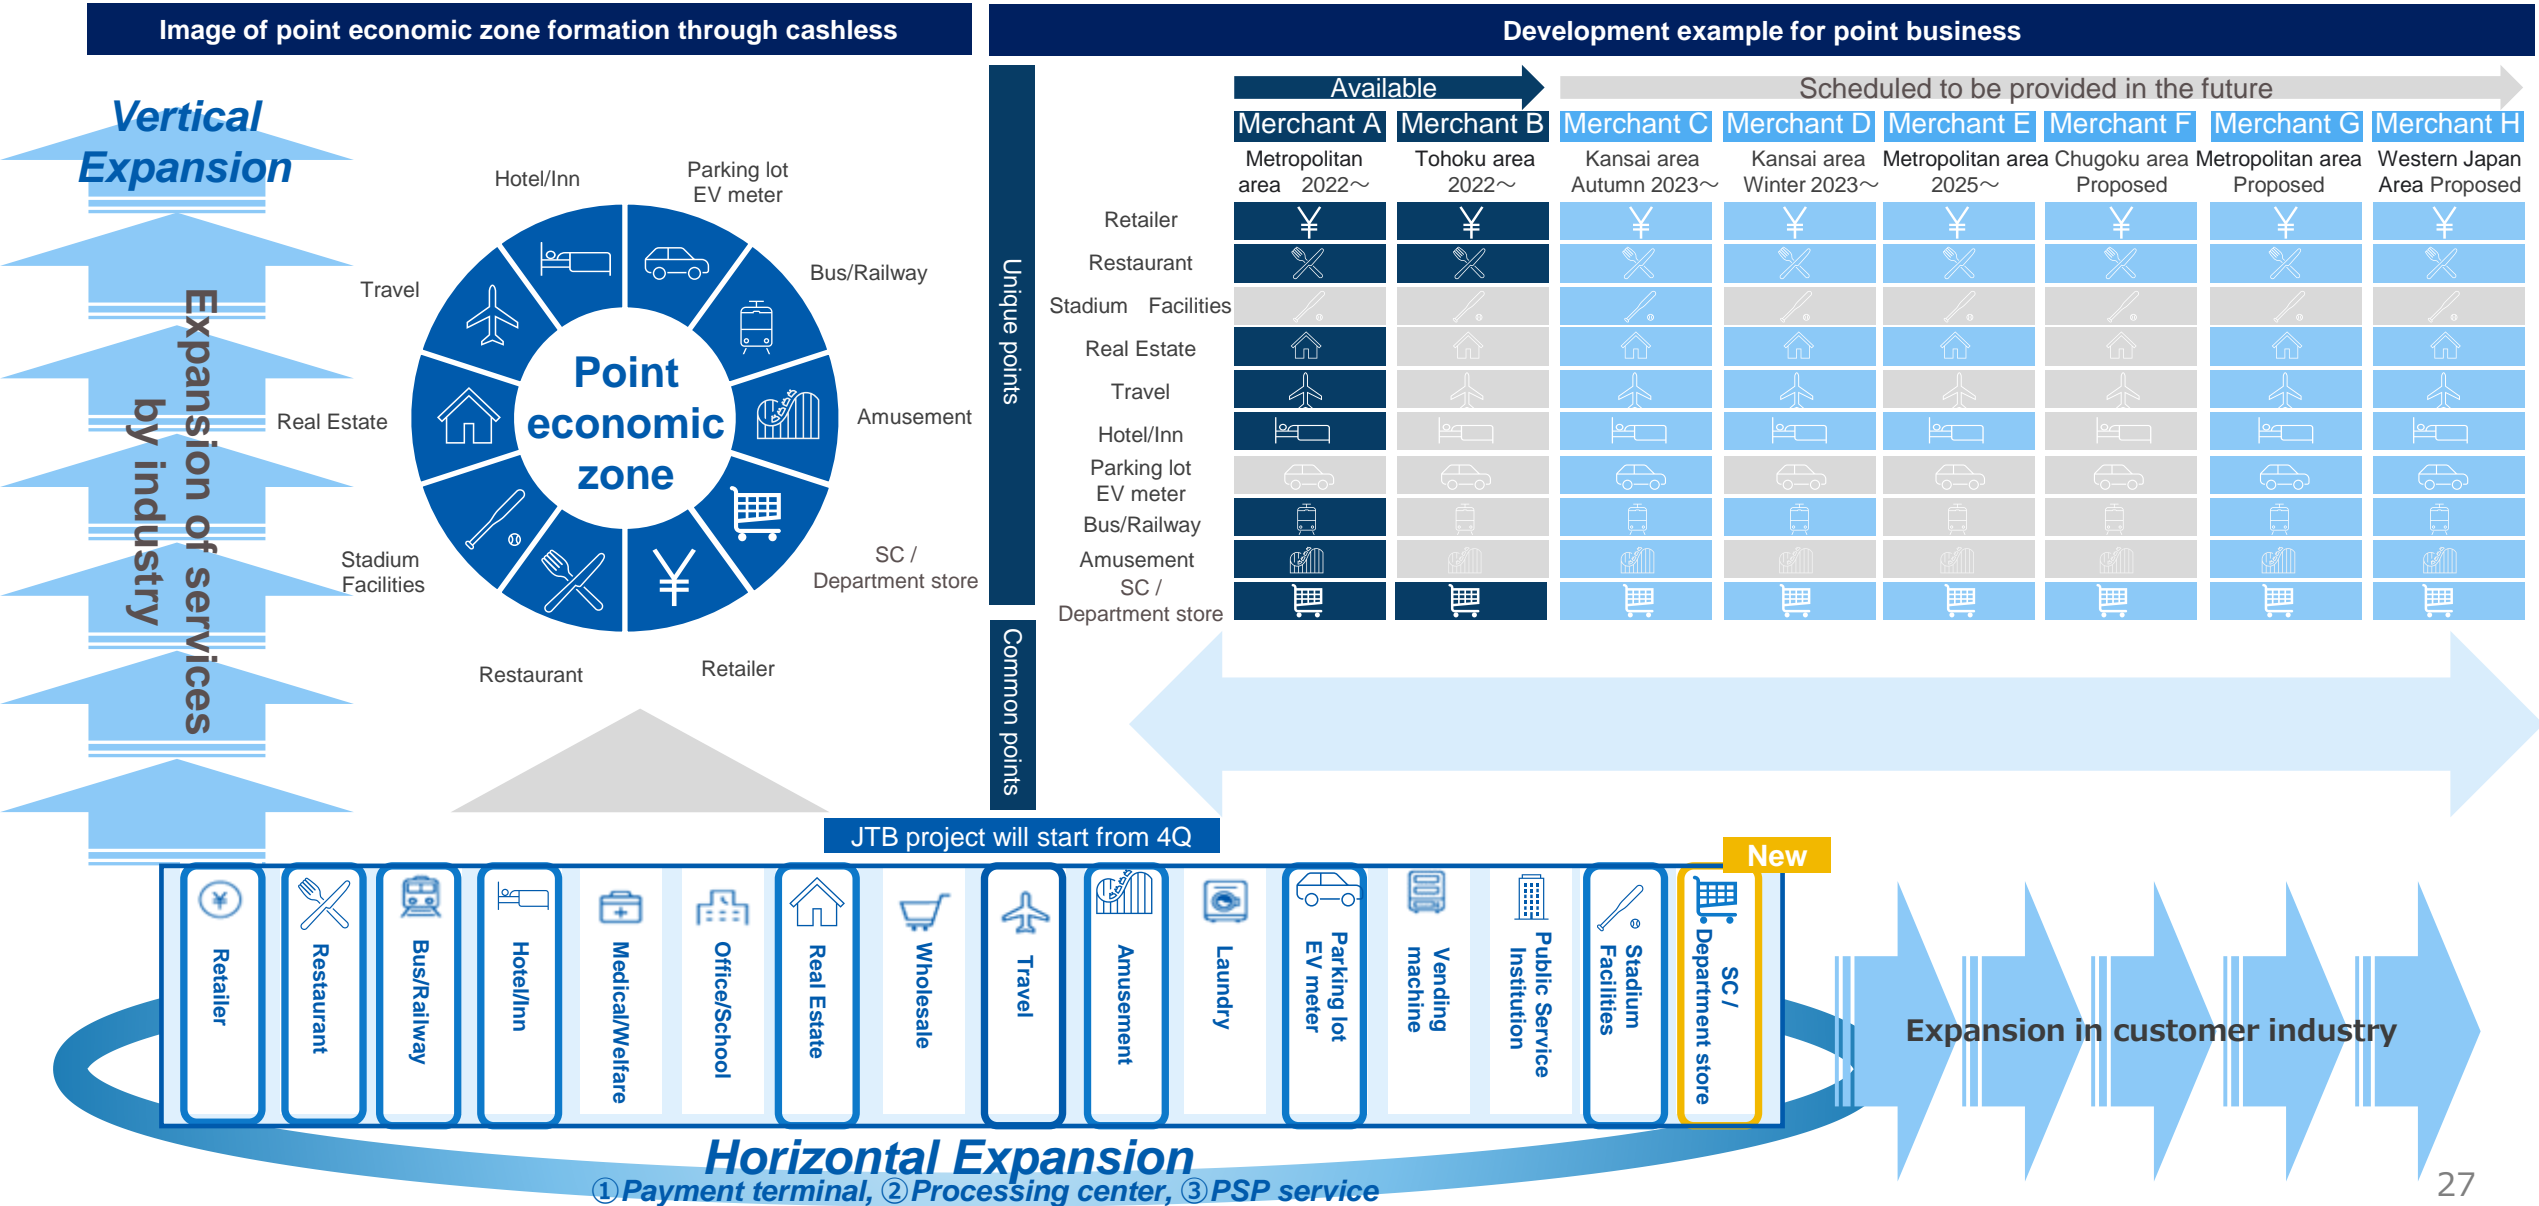 Image of point economic zone formation through cashless
Development example for point business
Vertical
Expansion
Expansion of services
by industry
Hotel/Inn
Parking lot
EV meter
Travel
Bus/Railway
Real Estate
Amusement
Point
economic
zone
Stadium
Facilities
SC /
Department store
Restaurant
Retailer
Unique points
Common points
Available
Scheduled to be provided in the future
Merchant A
Merchant B
Merchant C
Merchant D
Merchant E
Merchant F
Merchant G
Merchant H
Metropolitan
area 2022～
Tohoku area
2022～
Kansai area
Autumn 2023～
Kansai area
Winter 2023～
Metropolitan area
2025～
Chugoku area
Proposed
Metropolitan area
Proposed
Western Japan
Area Proposed
Retailer
Restaurant
Stadium Facilities
Real Estate
Travel
Hotel/Inn
Parking lot
EV meter
Bus/Railway
Amusement
SC /
Department store
JTB project will start from 4Q
New
Retailer
Restaurant
Bus/Railway
Hotel/Inn
Medical/Welfare
Office/School
Real Estate
Wholesale
Travel
Amusement
Laundry
Parking lot
EV meter
Vending
machine
Public Service
Institution
Stadium
Facilities
SC /
Department store
Expansion in customer industry
Horizontal Expansion
①Payment terminal, ②Processing center, ③PSP service
27